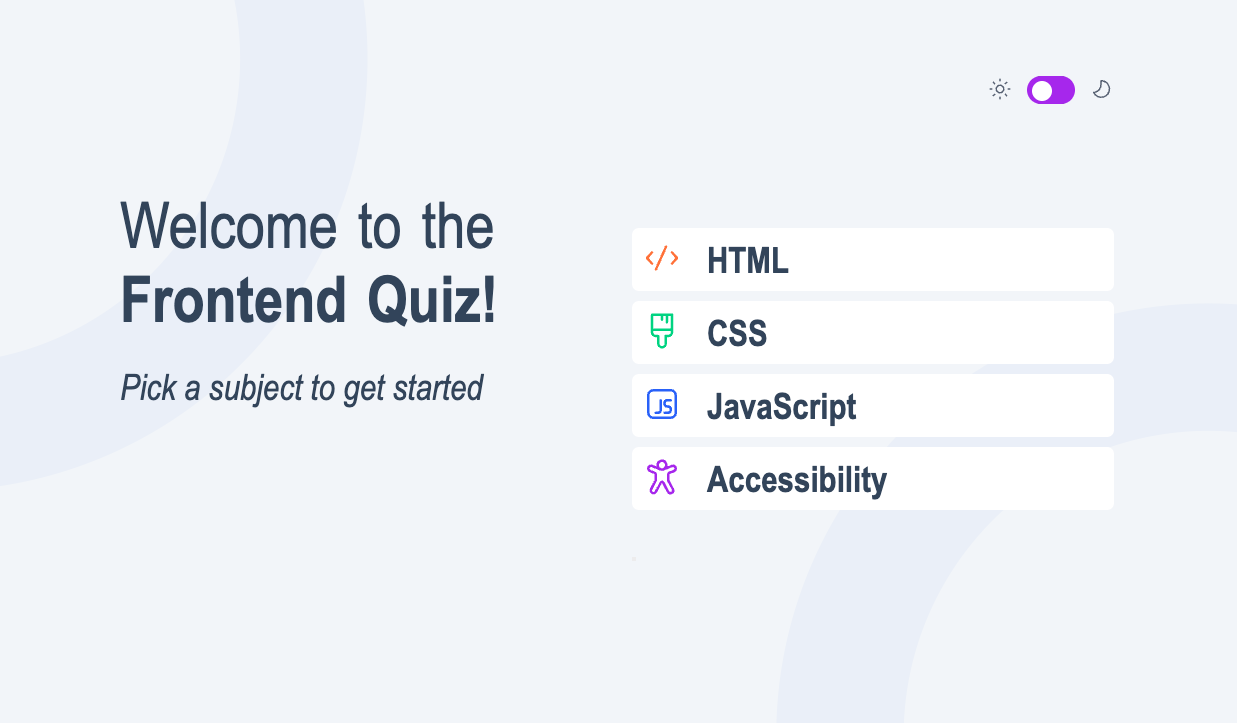 Welcome to the
Frontend Quiz!
Pick a subject to get started
</> HTML
CSS
JS JavaScript
Accessibility